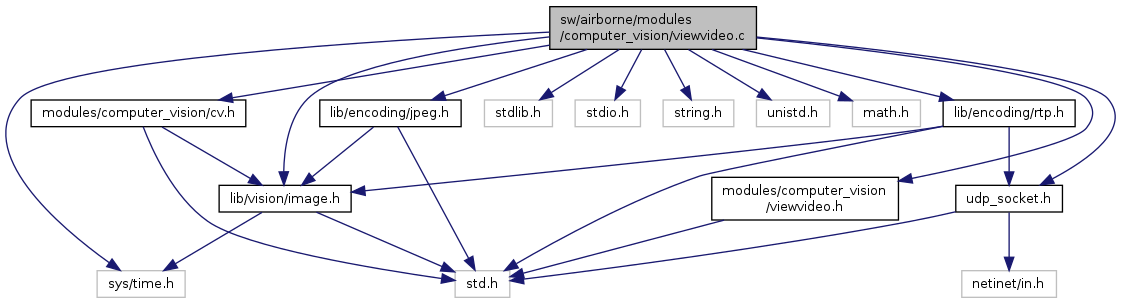 sw/airborne/modules
/computer_vision/viewvideo.c
modules/computer_vision/cv.h
lib/encoding/jpeg.h
stdlib.h
stdio.h
string.h
unistd.h
math.h
lib/encoding/rtp.h
lib/vision/image.h
modules/computer_vision
/viewvideo.h
udp_socket.h
sys/time.h
std.h
netinet/in.h